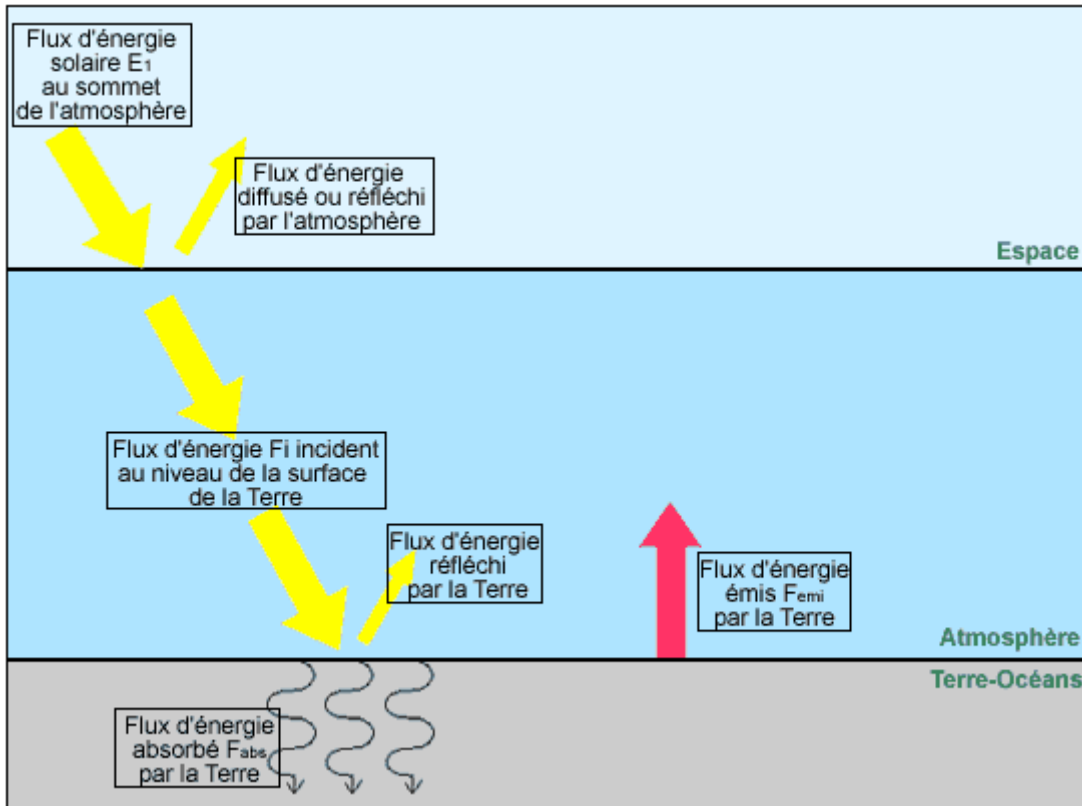 Flux d'énergie
solaire E1
au sommet
de l'atmosphère
Flux d'énergie
diffusé ou réfléchi
par l'atmosphère
Espace
Flux d'énergie Fi incident
au niveau de la surface
de la Terre
Flux d'énergie
réfléchi
par la Terre
Flux d'énergie
émis Femi
par la Terre
Atmosphère
Terre-Océans
Flux d'énergie
absorbé Fabs
par la Terre